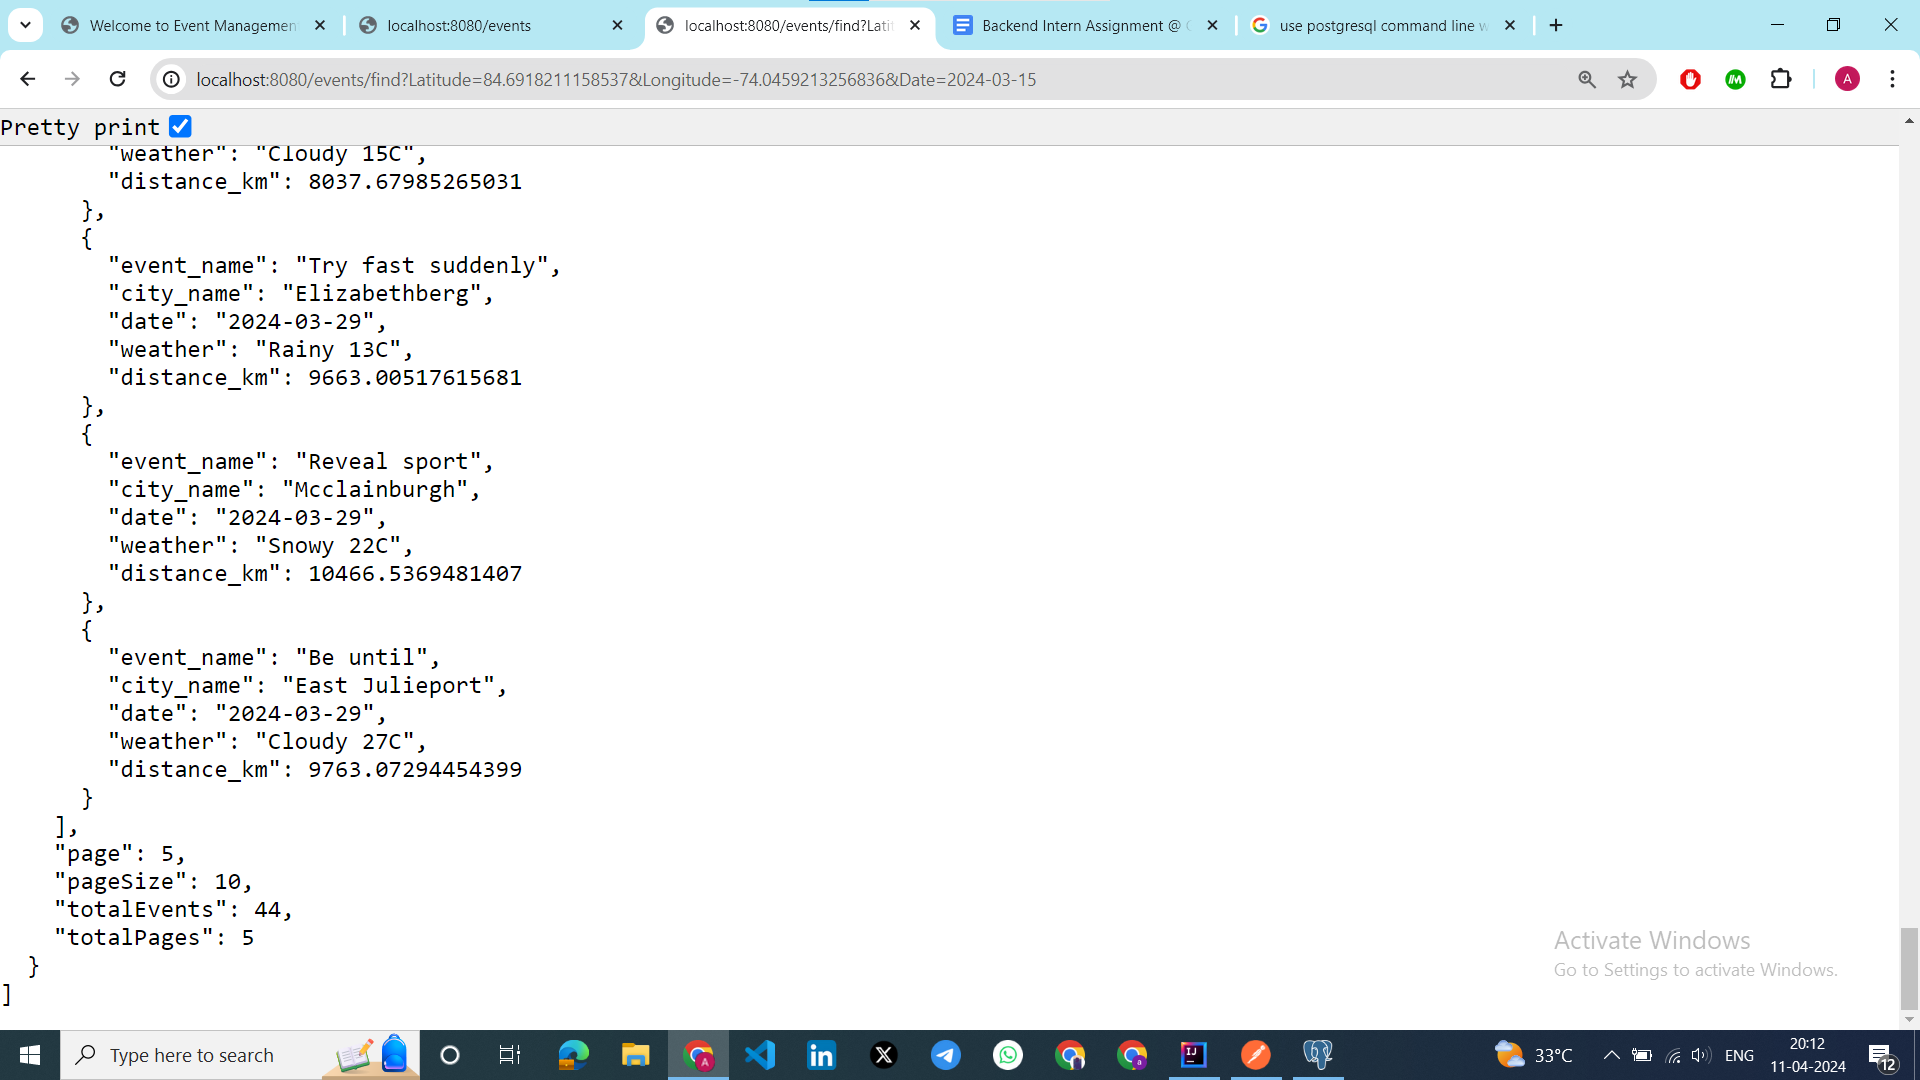 Welcome to Event Managemen
localhost:8080/events
localhost:8080/events/find?Lati
Backend Intern Assignment @
use postgresql command line w
localhost:8080/events/find?Latitude=84.6918211158537&Longitude=-74.0459213256836&Date=2024-03-15
A
Pretty print
"weather": "Cloudy 15C",
"distance_km": 8037.67985265031
},
{
"event_name": "Try fast suddenly",
"city_name": "Elizabethberg",
"date": "2024-03-29",
"weather": "Rainy 13C",
"distance_km": 9663.00517615681
},
{
"event_name": "Reveal sport",
"city_name": "Mcclainburgh",
"date": "2024-03-29",
"weather": "Snowy 22C",
"distance_km": 10466.5369481407
},
{
"event_name": "Be until",
"city_name": "East Julieport",
"date": "2024-03-29",
"weather": "Cloudy 27C",
"distance_km": 9763.07294454399
}
],
"page": 5,
"pageSize": 10,
"totalEvents": 44,
"totalPages": 5
}
]
Activate Windows
Go to Settings to activate Windows.
Type here to search
33°C
ENG
20:12
11-04-2024
12